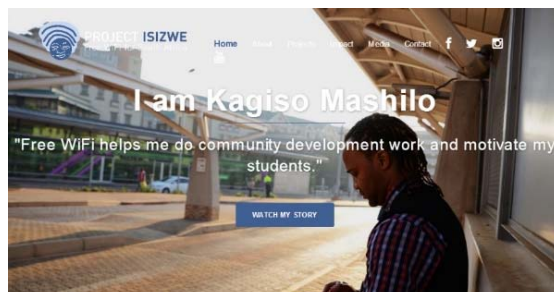 PROJECT ISIZWE
Home About Projects Impact Media Contact
I am Kagiso Mashilo
"Free WiFi helps me do community development work and motivate my
students."
WATCH MY STORY